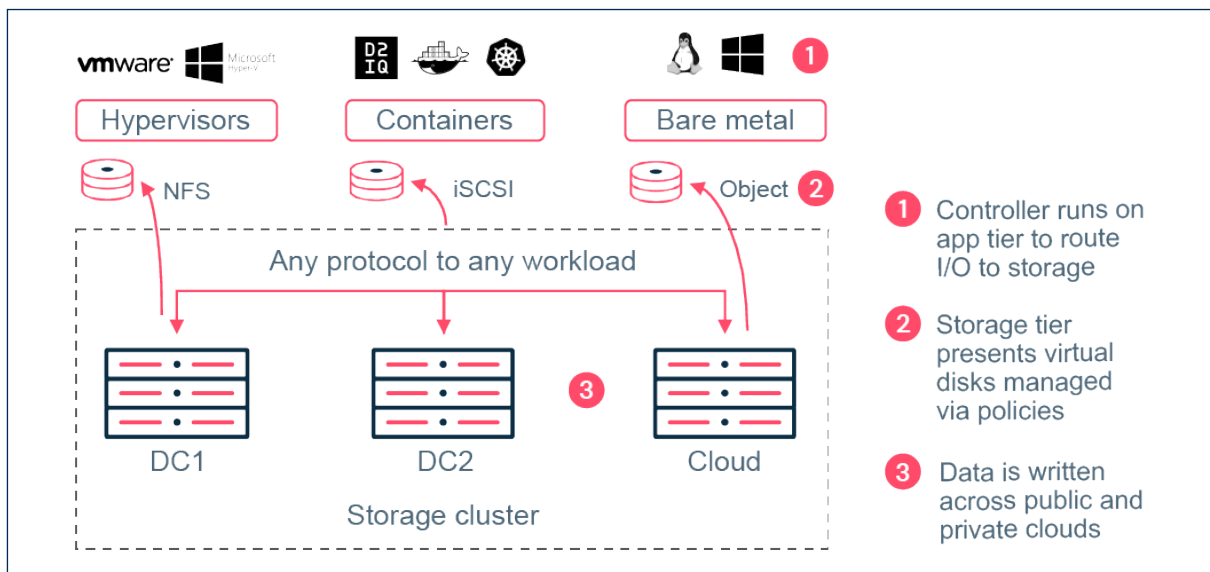 vmware
Microsoft
Hyper-V
D2
IQ
1
Hypervisors
Containers
Bare metal
NFS
iSCSI
Object
2
Any protocol to any workload
3
DC1
DC2
Cloud
Storage cluster
1
Controller runs on
app tier to route
I/O to storage
2
Storage tier
presents virtual
disks managed
via policies
3
Data is written
across public and
private clouds